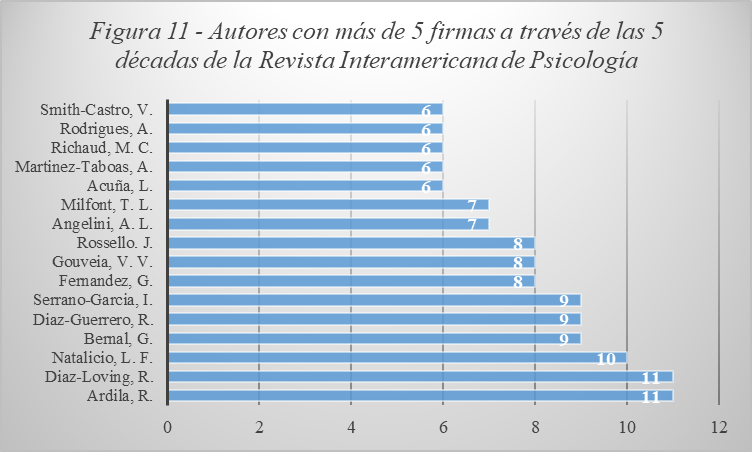 Figura 11 - Autores con más de 5 firmas a través de las 5
décadas de la Revista Interamericana de Psicología
Smith-Castro, V. 6
Rodrigues, A. 6
Richaud, M. C. 6
Martinez-Taboas, A. 6
Acuña, L. 6
Milfont, T. L. 7
Angelini, A. L. 7
Rossello. J. 8
Gouveia, V. V. 8
Fernandez, G. 8
Serrano-Garcia, I. 9
Diaz-Guerrero, R. 9
Bernal, G. 9
Natalicio, L. F. 10
Diaz-Loving, R. 11
Ardila, R. 11
0 2 4 6 8 10 12